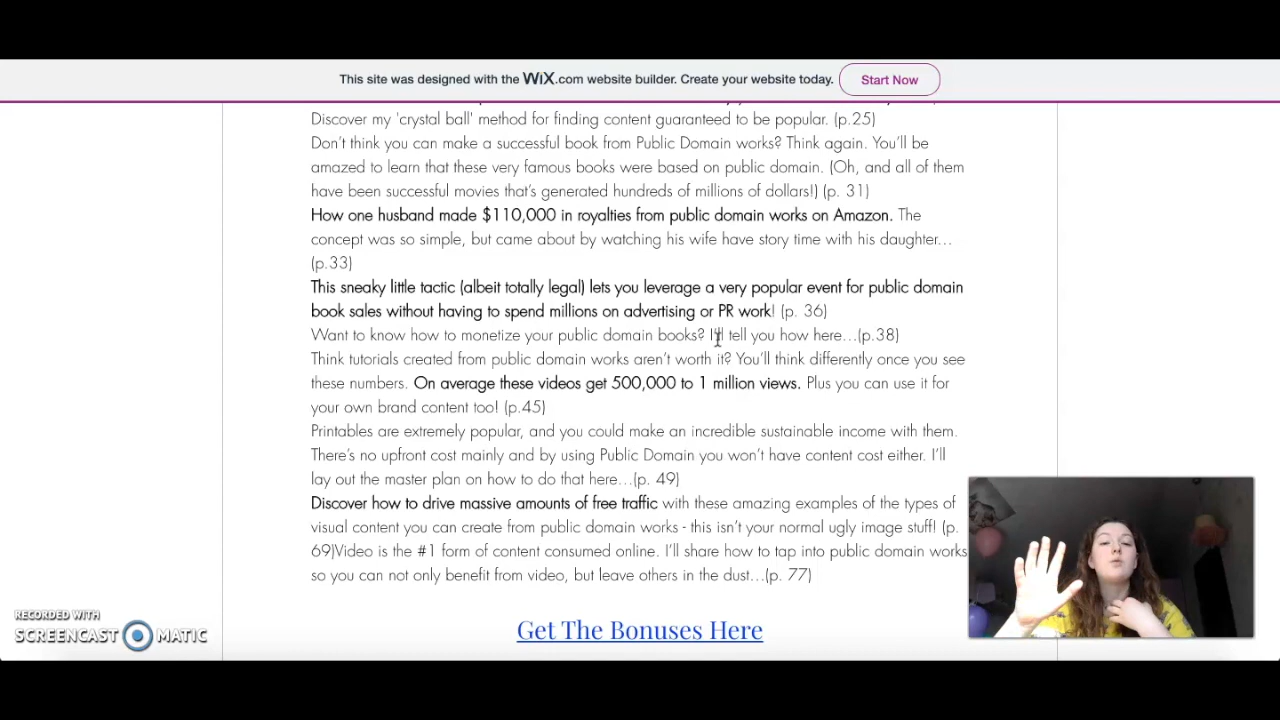 This site was designed with the WiX.com website builder. Create your website today. Start Now
Discover my 'crystal ball' method for finding content guaranteed to be popular. (p.25)
Don't think you can make a successful book from Public Domain works? Think again. You'll be
amazed to learn that these very famous books were based on public domain. (Oh, and all of them
have been successful movies that's generated hundreds of millions of dollars!) (p. 31)
How one husband made $110,000 in royalties from public domain works on Amazon. The
concept was so simple, but came about by watching his wife have story time with his daughter…
(p.33)
This sneaky little tactic (albeit totally legal) lets you leverage a very popular event for public domain
book sales without having to spend millions on advertising or PR work! (p. 36)
Want to know how to monetize your public domain books? I'll tell you how here…(p.38)
Think tutorials created from public domain works aren't worth it? You'll think differently once you see
these numbers. On average these videos get 500,000 to 1 million views. Plus you can use it for
your own brand content too! (p.45)
Printables are extremely popular, and you could make an incredible sustainable income with them.
There's no upfront cost mainly and by using Public Domain you won't have content cost either. I'll
lay out the master plan on how to do that here…(p. 49)
Discover how to drive massive amounts of free traffic with these amazing examples of the types of
visual content you can create from public domain works - this isn't your normal ugly image stuff! (p.
69)Video is the #1 form of content consumed online. I'll share how to tap into public domain works
so you can not only benefit from video, but leave others in the dust…(p. 77)
Get The Bonuses Here
RECORDED WITH
SCREENCAST MATIC